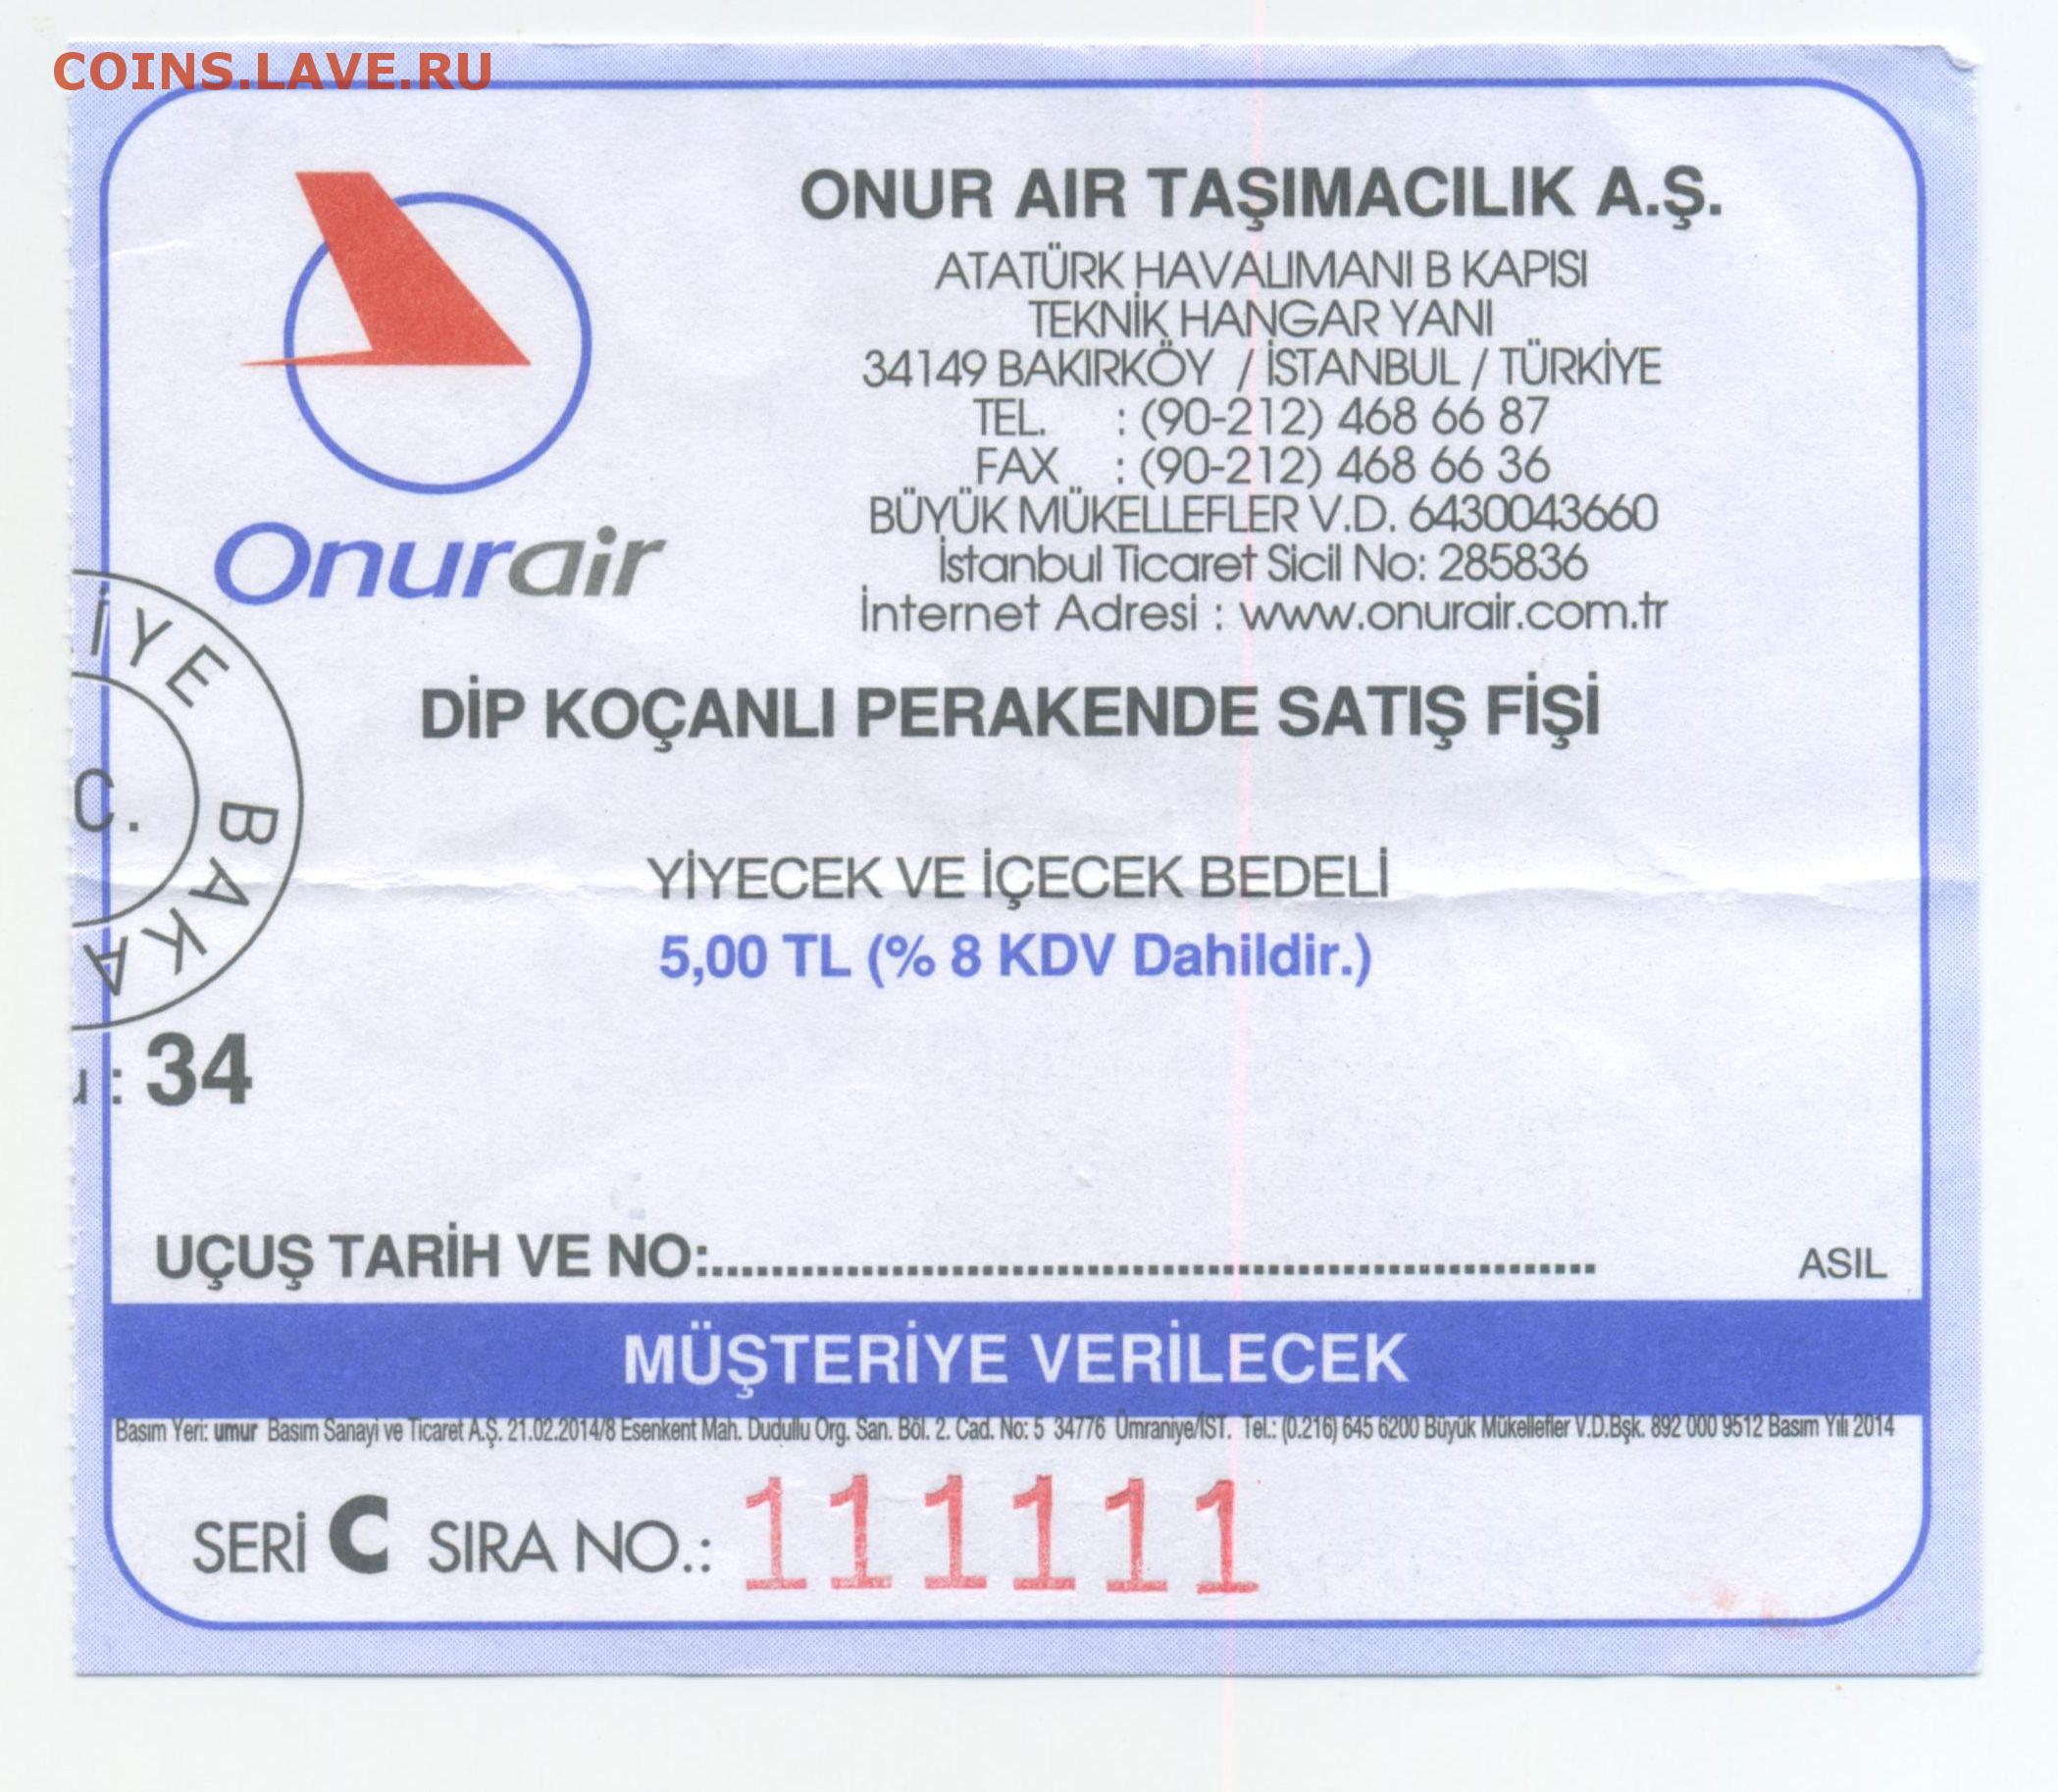 COINS.LAVE.RU
ONUR AIR TAŞIMACILIK A.Ş.
ATATÜRK HAVALIMANI B KAPISI
TEKNİK HANGAR YANI
34149 BAKIRKÖY / İSTANBUL / TÜRKİYE
TEL. : (90-212) 468 66 87
FAX : (90-212) 468 66 36
BÜYÜK MÜKELLEFLER V.D. 6430043660
İstanbul Ticaret Sicil No: 285836
İnternet Adresi : www.onurair.com.tr
Onurair
DİP KOÇANLI PERAKENDE SATIŞ FİŞİ
İYE BAKA
C.
YİYECEK VE İÇECEK BEDELİ
5,00 TL (% 8 KDV Dahildir.)
: 34
UÇUŞ TARİH VE NO:...........................................................
ASIL
MÜŞTERİYE VERİLECEK
Basım Yeri: umur Basım Sanayi ve Ticaret A.Ş. 21.02.2014/8 Esenkent Mah. Dudullu Org. San. Böl. 2. Cad. No: 5 34776 Ümraniye/İST. Tel.: (0.216) 645 6200 Büyük Mükellefler V.D.Bşk. 892 000 9512 Basım Yılı 2014
SERİ C SIRA NO.: 111111